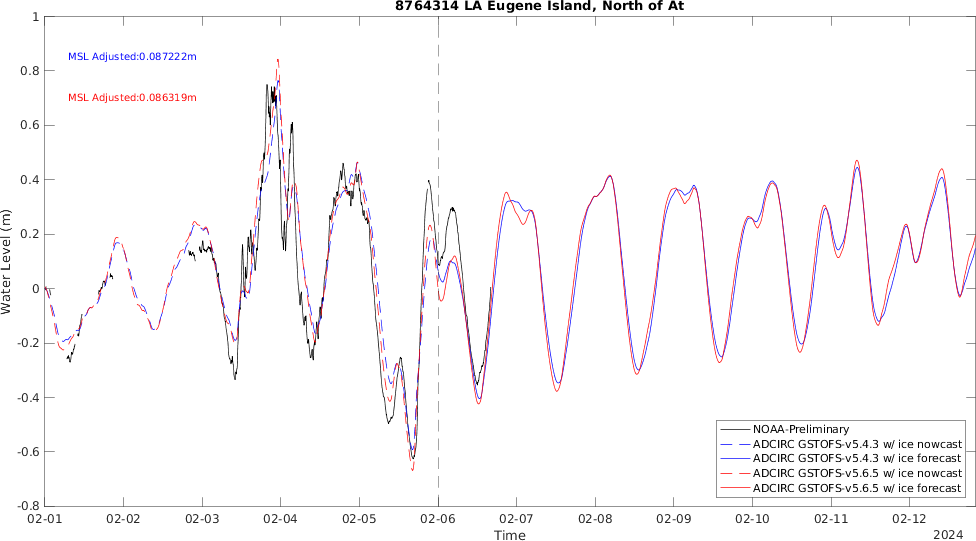 8764314 LA Eugene Island, North of At
MSL Adjusted:0.087222m
MSL Adjusted:0.086319m
Water Level (m)
1
0.8
0.6
0.4
0.2
0
-0.2
-0.4
-0.6
-0.8
NOAA-Preliminary
ADCIRC GSTOFS-v5.4.3 w/ ice nowcast
ADCIRC GSTOFS-v5.4.3 w/ ice forecast
ADCIRC GSTOFS-v5.6.5 w/ ice nowcast
ADCIRC GSTOFS-v5.6.5 w/ ice forecast
02-01 02-02 02-03 02-04 02-05 02-06 02-07 02-08 02-09 02-10 02-11 02-12
Time
2024